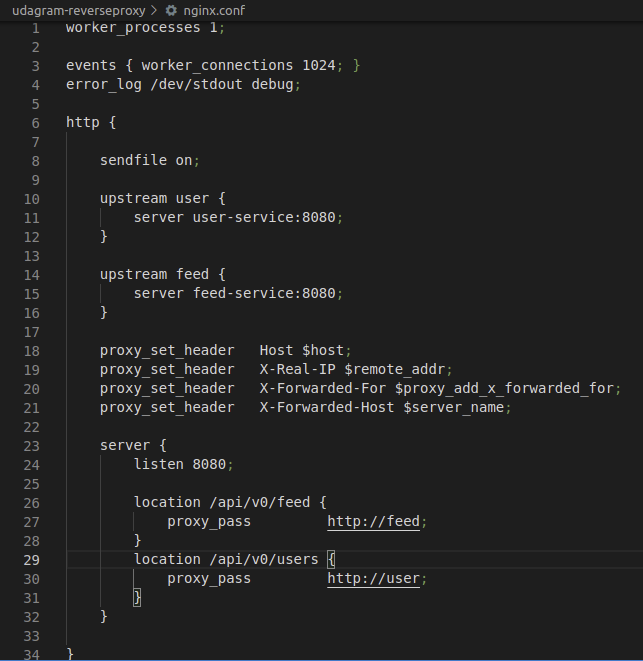 udagram-reverseproxy > nginx.conf
1 worker_processes 1;
2
3 events { worker_connections 1024; }
4 error_log /dev/stdout debug;
5
6 http {
7
8 sendfile on;
9
10 upstream user {
11 server user-service:8080;
12 }
13
14 upstream feed {
15 server feed-service:8080;
16 }
17
18 proxy_set_header Host $host;
19 proxy_set_header X-Real-IP $remote_addr;
20 proxy_set_header X-Forwarded-For $proxy_add_x_forwarded_for;
21 proxy_set_header X-Forwarded-Host $server_name;
22
23 server {
24 listen 8080;
25
26 location /api/v0/feed {
27 proxy_pass http://feed;
28 }
29 location /api/v0/users {
30 proxy_pass http://user;
31 }
32 }
33
34 }